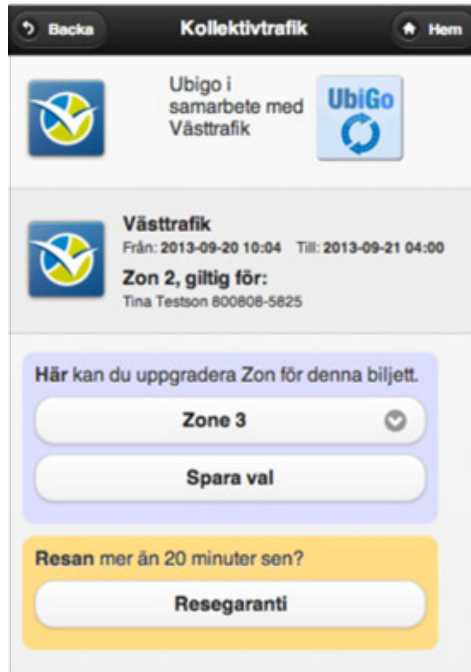 Backa
Kollektivtrafik
Hem
Ubigo i
samarbete med
Västtrafik
UbiGo
Västtrafik
Från: 2013-09-20 10:04 Till: 2013-09-21 04:00
Zon 2, giltig för:
Tina Testson 800808-5825
Här kan du uppgradera Zon för denna biljett.
Zone 3
Spara val
Resan mer än 20 minuter sen?
Resegaranti